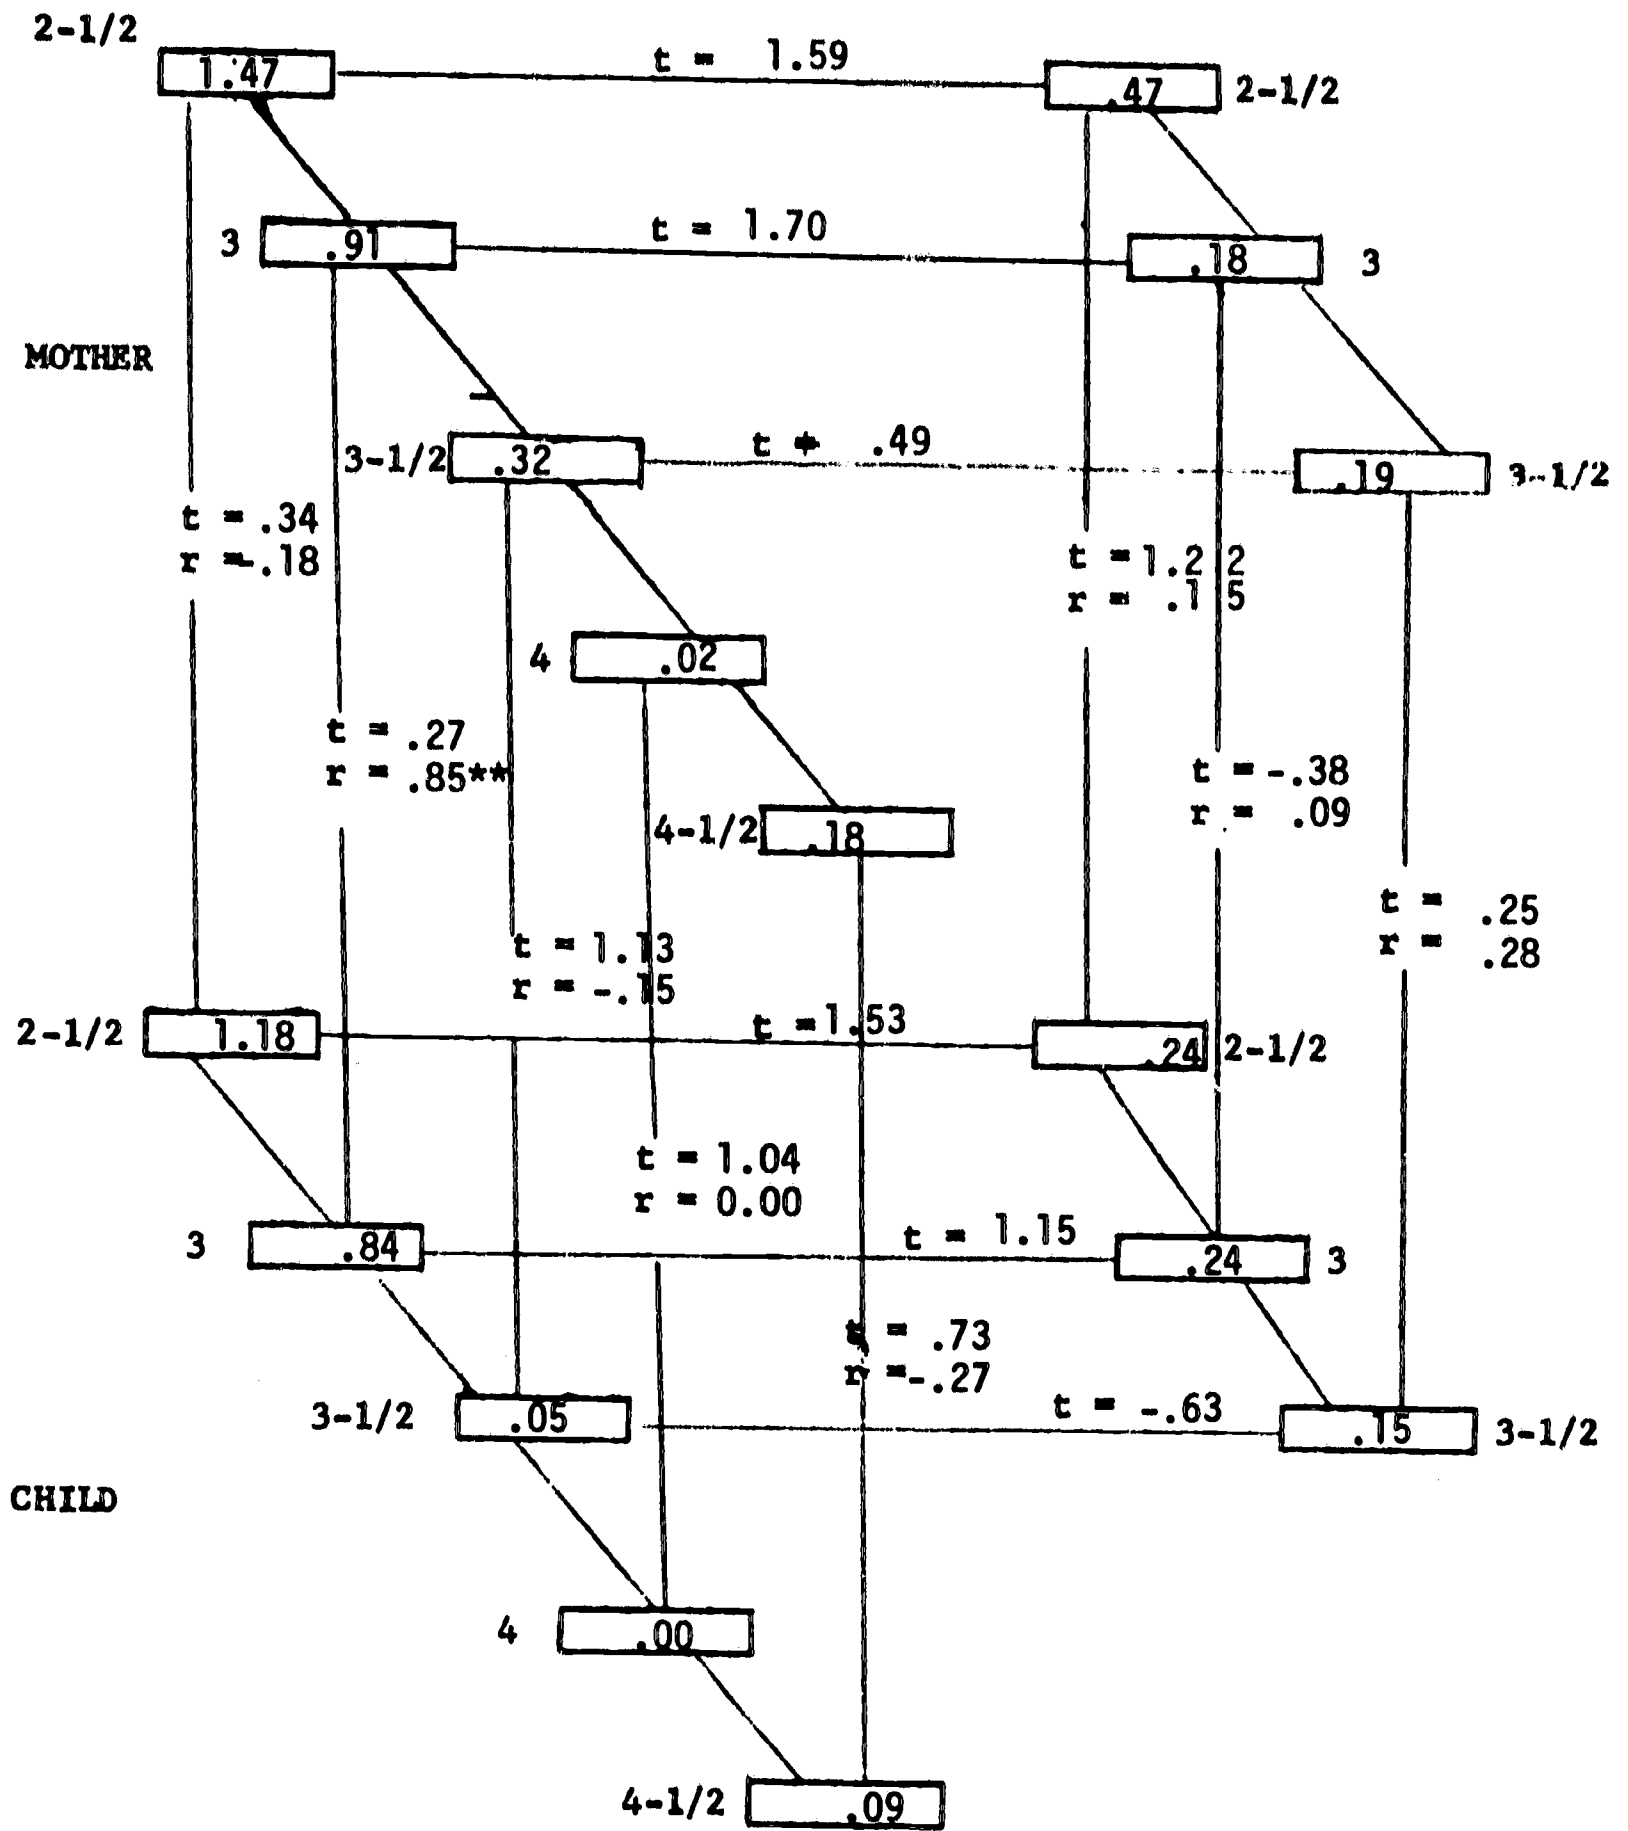 2-1/2
1.47
t = 1.59
.47
2-1/2
3
.91
t = 1.70
.18
3
MOTHER
3-1/2
.32
t = .49
.19
3-1/2
t = .34
r = -.18
t = 1.22
r = .15
4
.02
t = .27
r = .85**
t = -.38
r = .09
4-1/2
.18
t = .25
r = .28
t = 1.13
r = -.15
2-1/2
1.18
t = 1.53
.24
2-1/2
t = 1.04
r = 0.00
3
.84
t = 1.15
.24
3
t = .73
r = -.27
3-1/2
.05
t = -.63
.15
3-1/2
CHILD
4
.00
4-1/2
.09